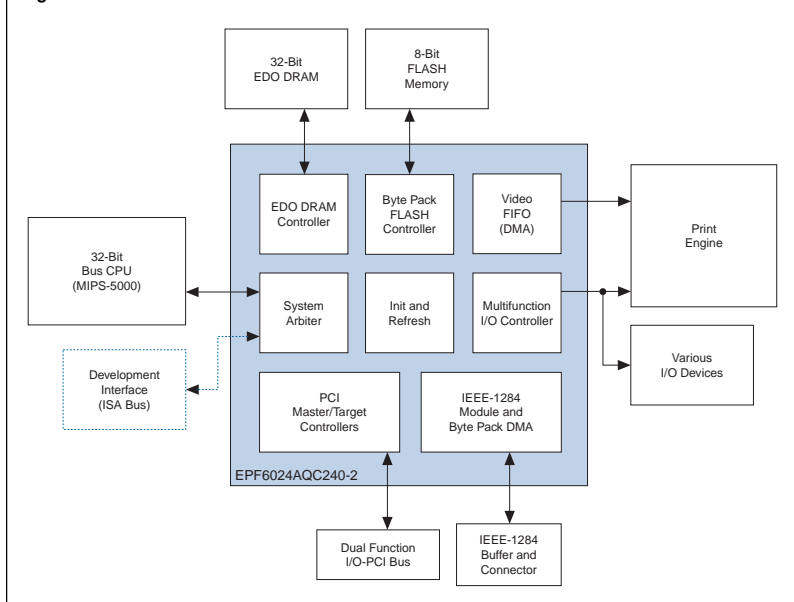 32-Bit
EDO DRAM
8-Bit
FLASH
Memory
EDO DRAM
Controller
Byte Pack
FLASH
Controller
Video
FIFO
(DMA)
Print
Engine
32-Bit
Bus CPU
(MIPS-5000)
System
Arbiter
Init and
Refresh
Multifunction
I/O Controller
Various
I/O Devices
Development
Interface
(ISA Bus)
PCI
Master/Target
Controllers
IEEE-1284
Module and
Byte Pack DMA
EPF6024AQC240-2
Dual Function
I/O-PCI Bus
IEEE-1284
Buffer and
Connector